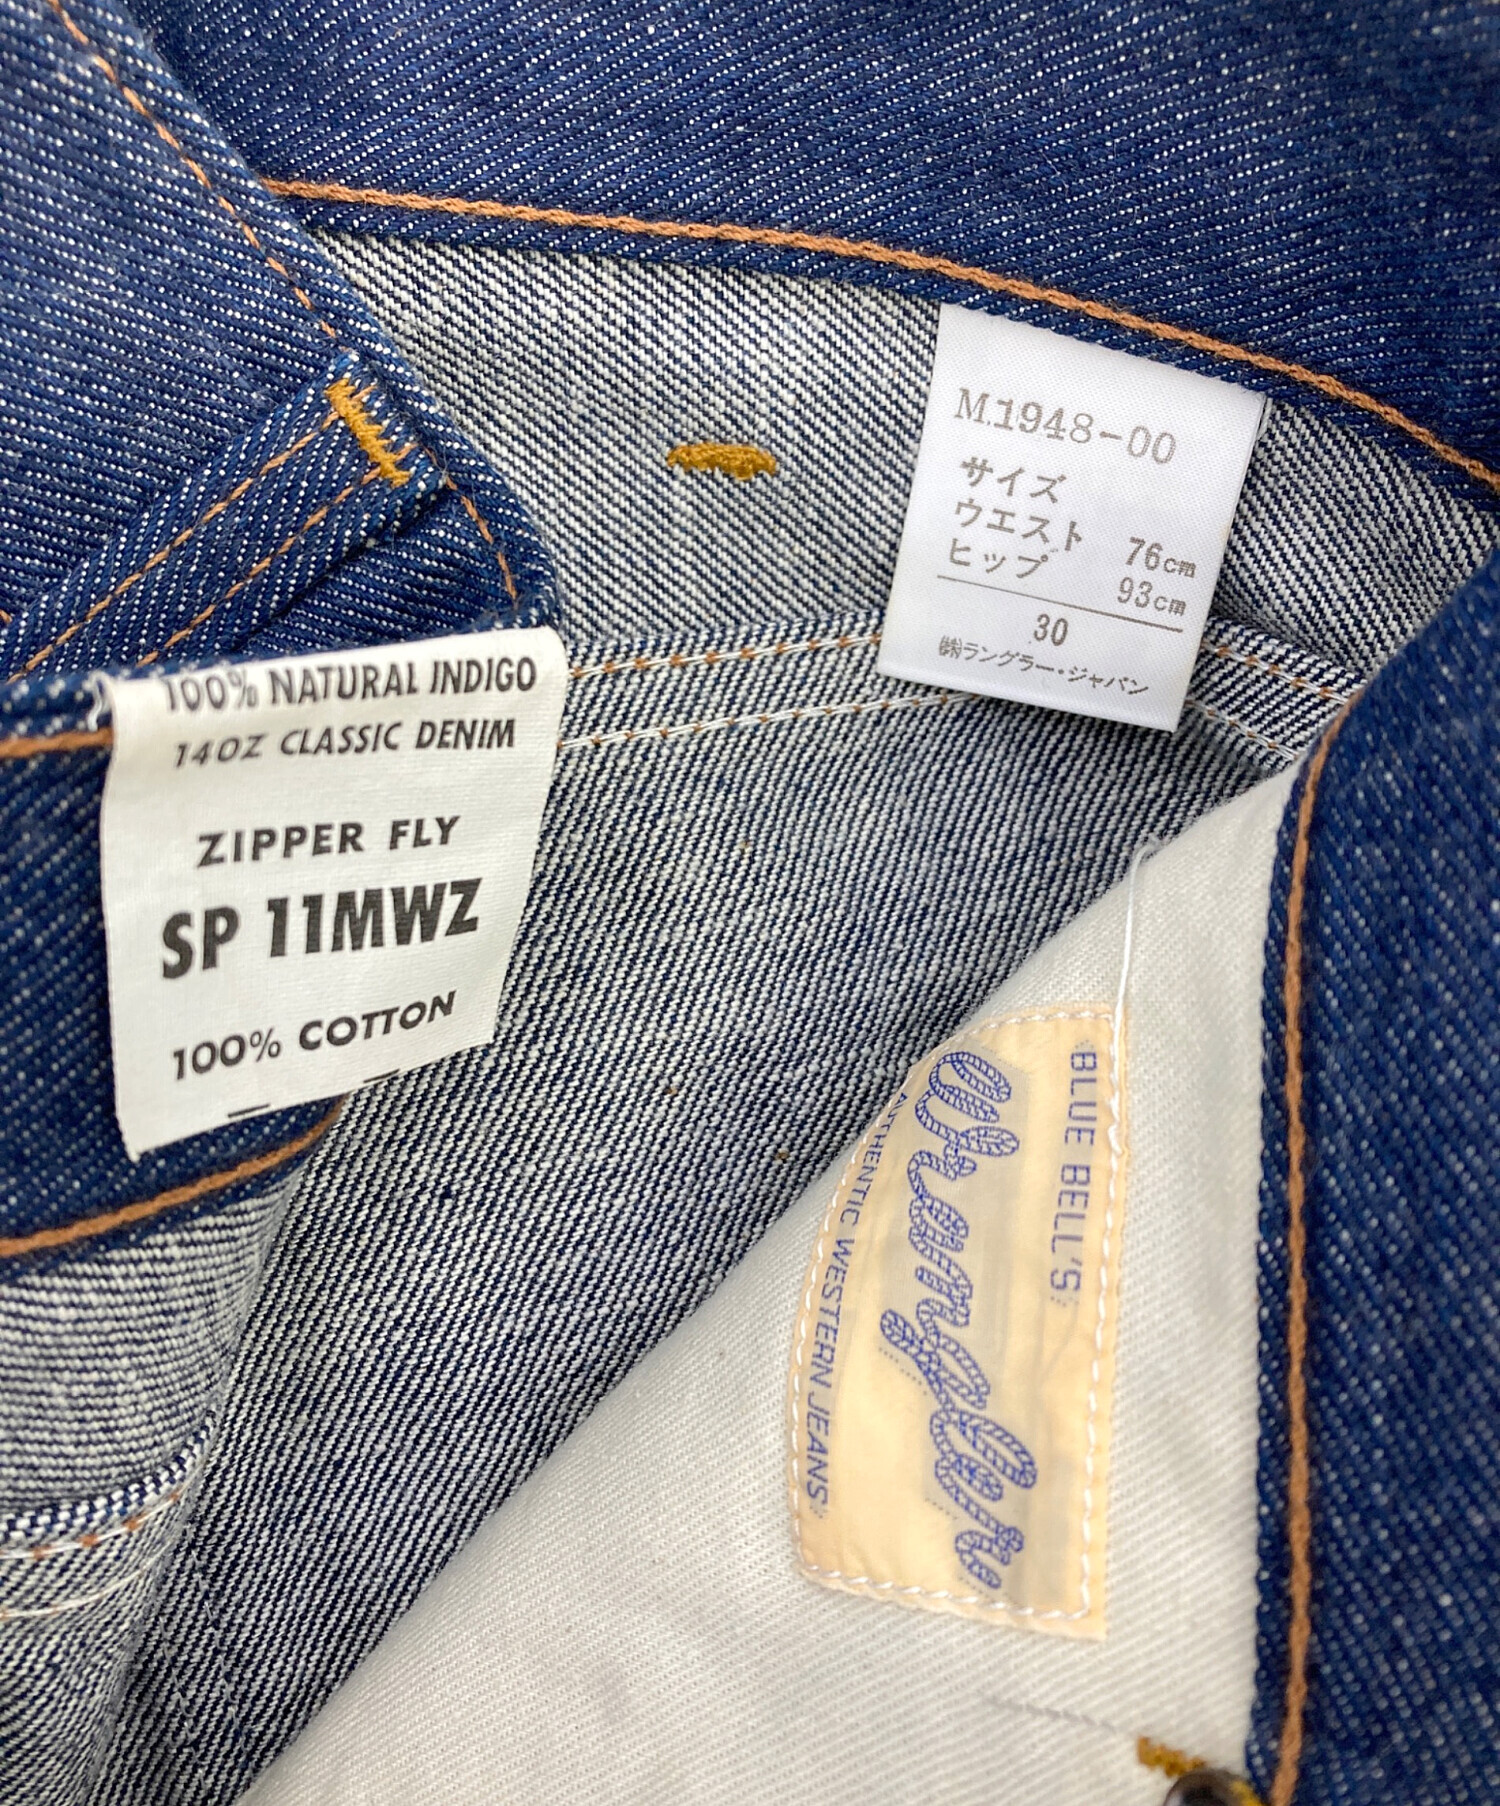 M.1948-00
サイズ
ウエスト 76cm
ヒップ 93cm
30
㈱ラングラー・ジャパン
100% NATURAL INDIGO
14OZ CLASSIC DENIM
ZIPPER FLY
SP 11MWZ
100% COTTON
BLUE BELL'S
Wrangler
AUTHENTIC WESTERN JEANS